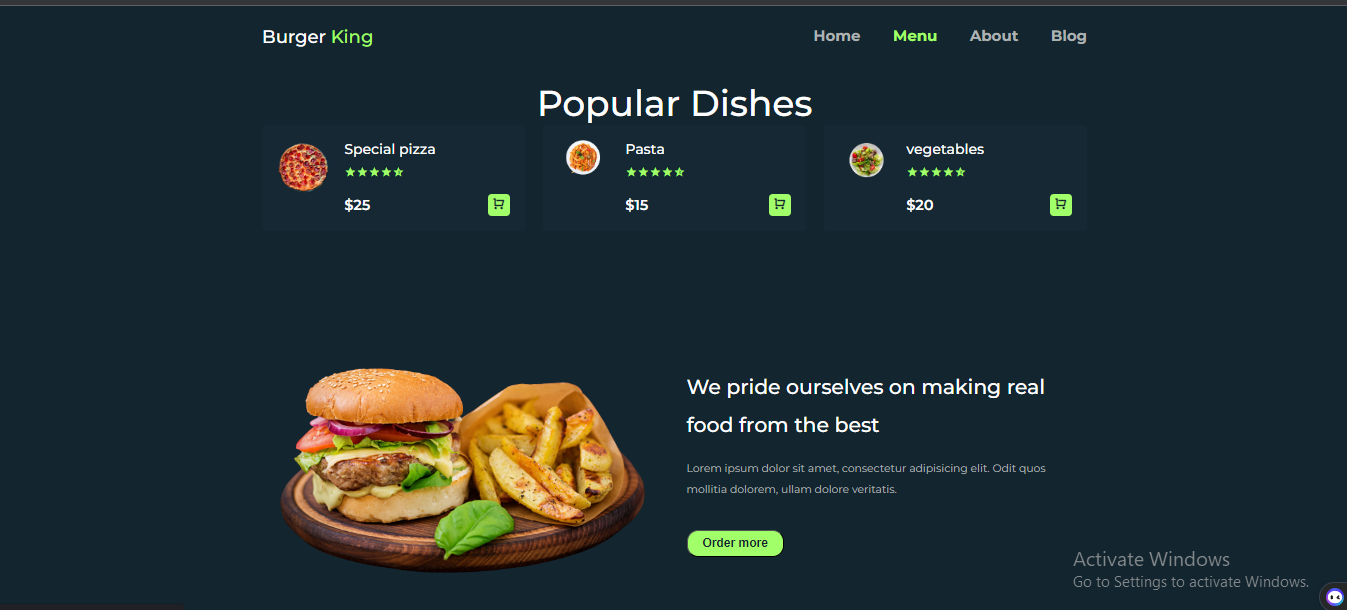 Burger King
Home Menu About Blog
Popular Dishes
Special pizza
$25
Pasta
$15
vegetables
$20
We pride ourselves on making real
food from the best
Lorem ipsum dolor sit amet, consectetur adipisicing elit. Odit quos
mollitia dolorem, ullam dolore veritatis.
Order more
Activate Windows
Go to Settings to activate Windows.